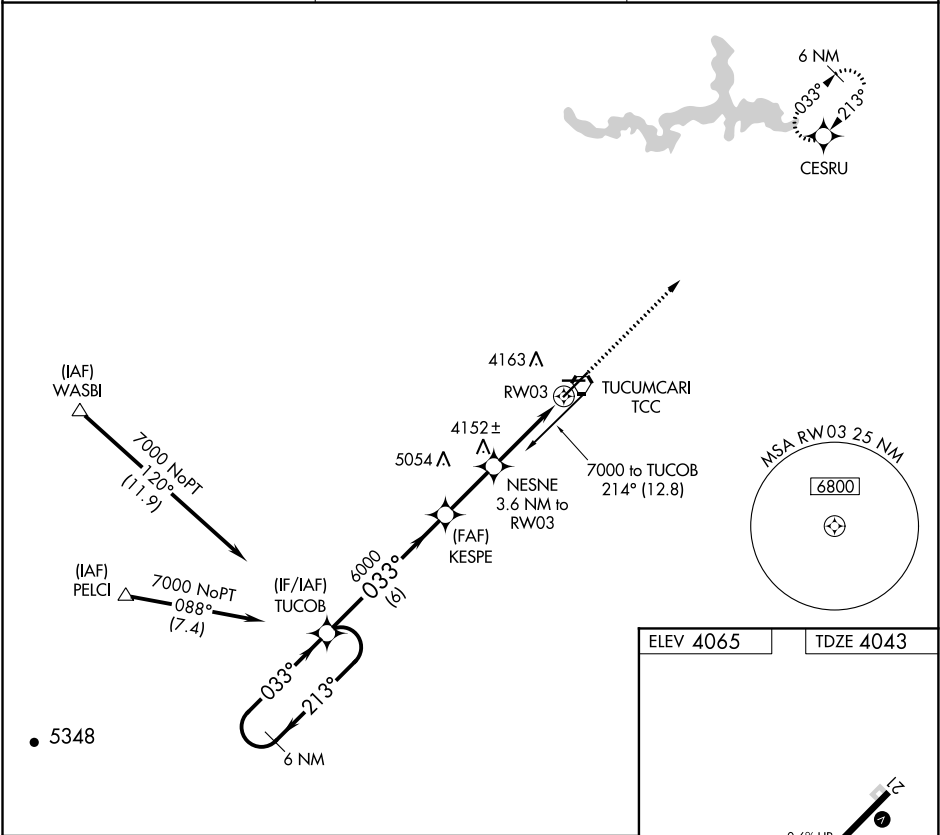 6 NM
033°
213°
CESRU
4163
RW03
TUCUMCARI
TCC
(IAF)
WASBI
7000 NoPT
120°
(11.9)
4152±
5054
NESNE
3.6 NM to
RW03
7000 to TUCOB
214° (12.8)
MSA RW03 25 NM
6800
(FAF)
KESPE
(IAF)
PELCI
7000 NoPT
088°
(7.4)
(IF/IAF)
TUCOB
6000
033°
(6)
033°
213°
6 NM
5348
ELEV 4065
TDZE 4043
21
V